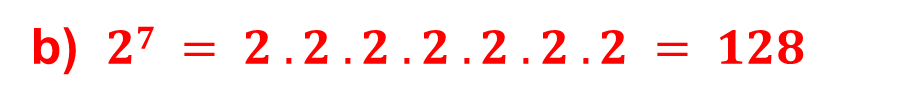 b) 2⁷ = 2 . 2 . 2 . 2 . 2 . 2 . 2 = 128